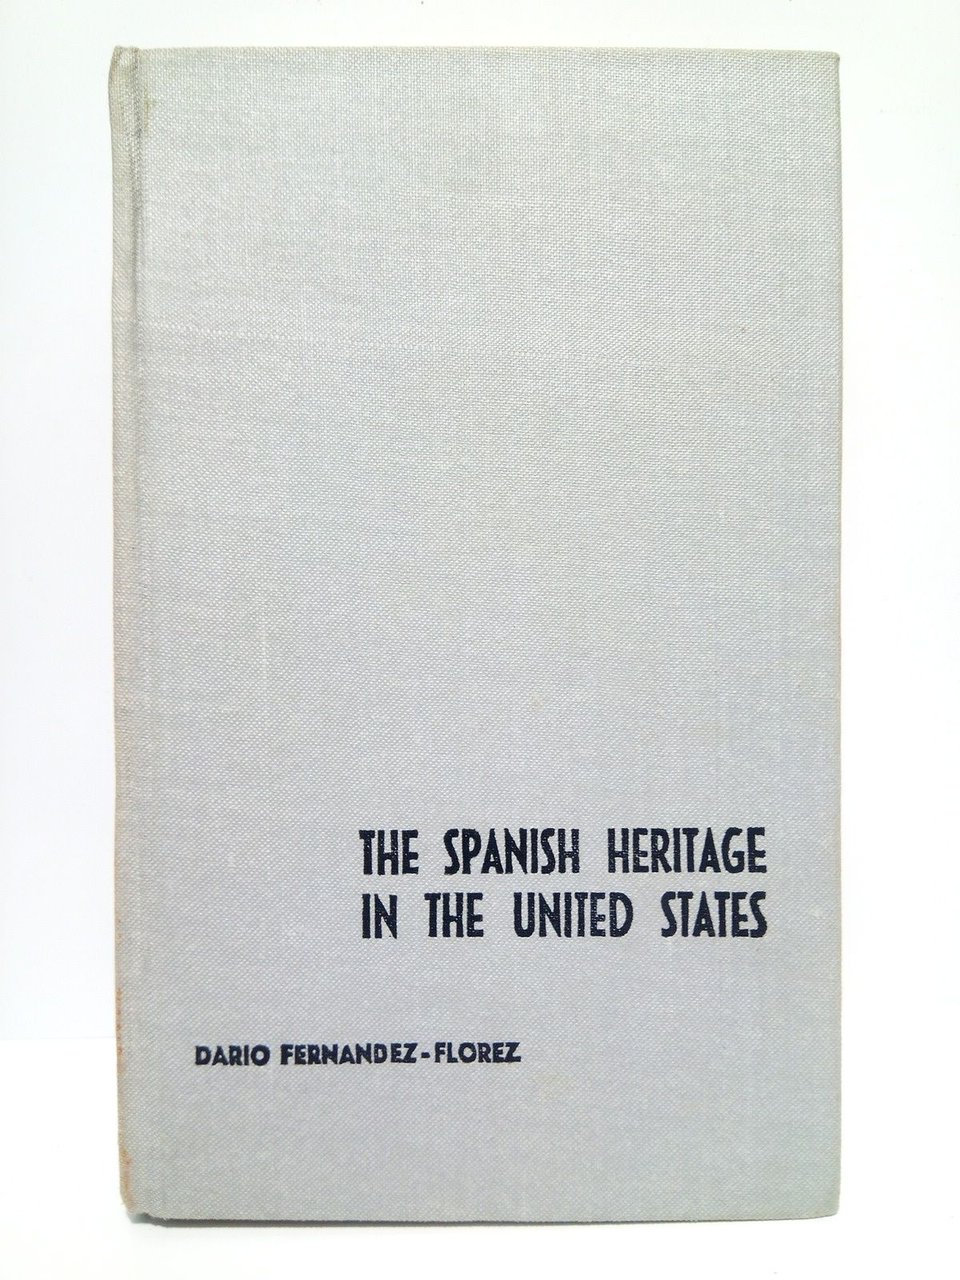 THE SPANISH HERITAGE
IN THE UNITED STATES
DARIO FERNANDEZ-FLOREZ